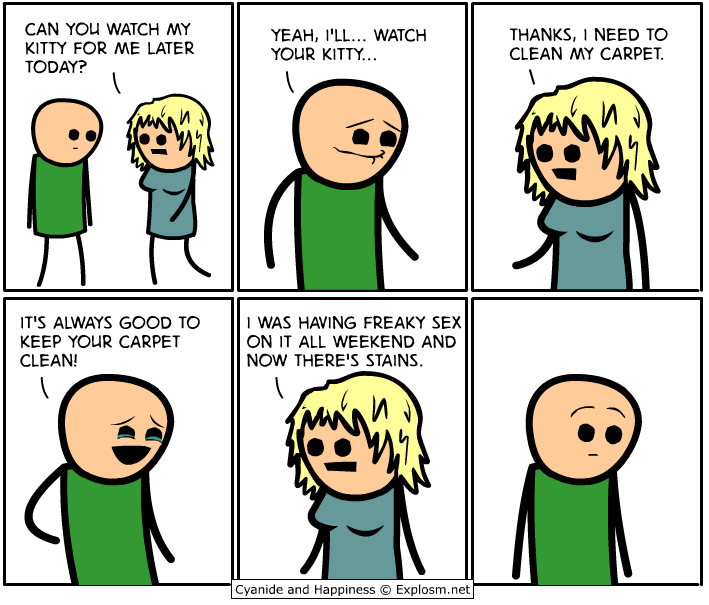 CAN YOU WATCH MY
KITTY FOR ME LATER
TODAY?
YEAH, I'LL... WATCH
YOUR KITTY...
THANKS, I NEED TO
CLEAN MY CARPET.
IT'S ALWAYS GOOD TO
KEEP YOUR CARPET
CLEAN!
I WAS HAVING FREAKY SEX
ON IT ALL WEEKEND AND
NOW THERE'S STAINS.
Cyanide and Happiness © Explosm.net